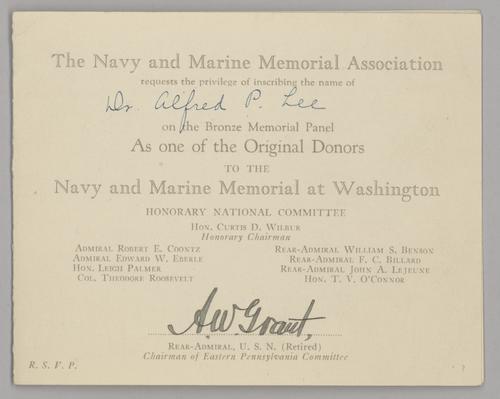 The Navy and Marine Memorial Association
requests the privilege of inscribing the name of
Dr. Alfred P. Lee
on the Bronze Memorial Panel
As one of the Original Donors
TO THE
Navy and Marine Memorial at Washington
HONORARY NATIONAL COMMITTEE
HON. CURTIS D. WILBUR
Honorary Chairman
ADMIRAL ROBERT E. COONTZ
ADMIRAL EDWARD W. EBERLE
HON. LEIGH PALMER
COL. THEODORE ROOSEVELT
REAR-ADMIRAL WILLIAM S. BENSON
REAR-ADMIRAL F. C. BILLARD
REAR-ADMIRAL JOHN A. LEJEUNE
HON. T. V. O'CONNOR
A.W. Grant,
REAR-ADMIRAL, U. S. N. (Retired)
Chairman of Eastern Pennsylvania Committee
R. S. V. P.